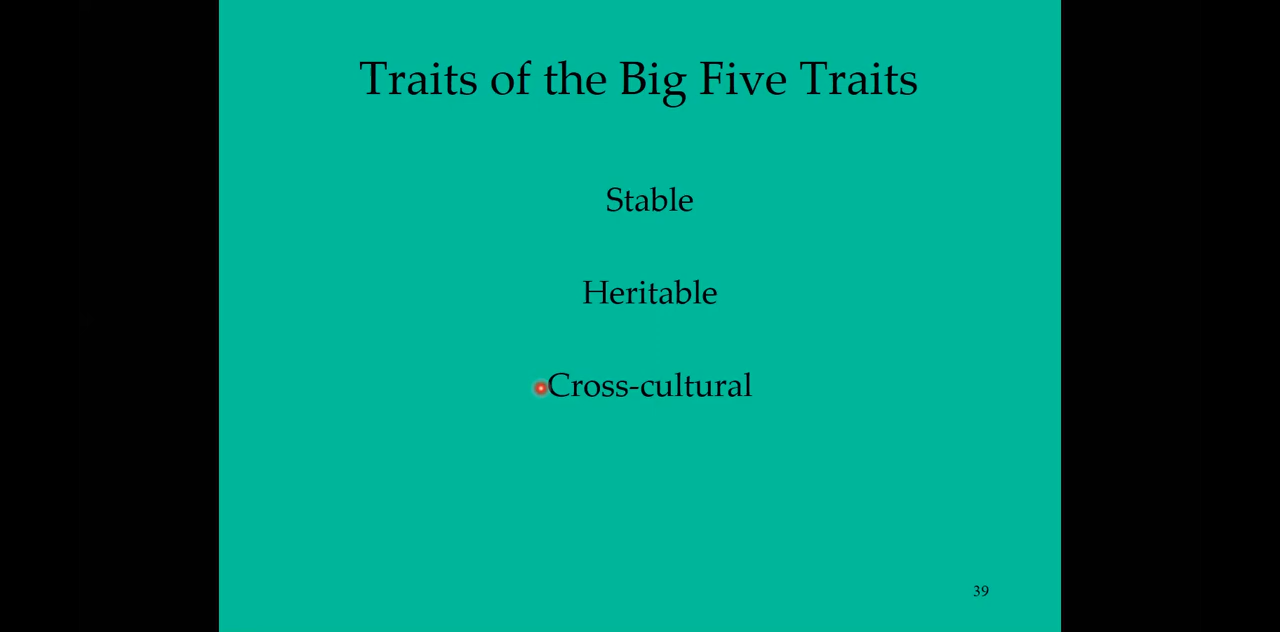 Traits of the Big Five Traits
Stable
Heritable
Cross-cultural
39